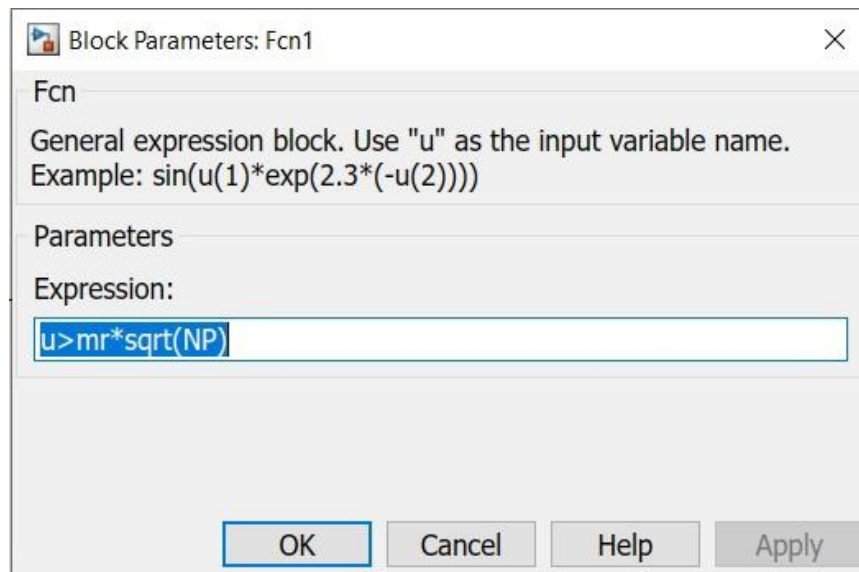 Block Parameters: Fcn1
Fcn
General expression block. Use "u" as the input variable name.
Example: sin(u(1)*exp(2.3*(-u(2))))
Parameters
Expression:
u>mr*sqrt(NP)
OK
Cancel
Help
Apply